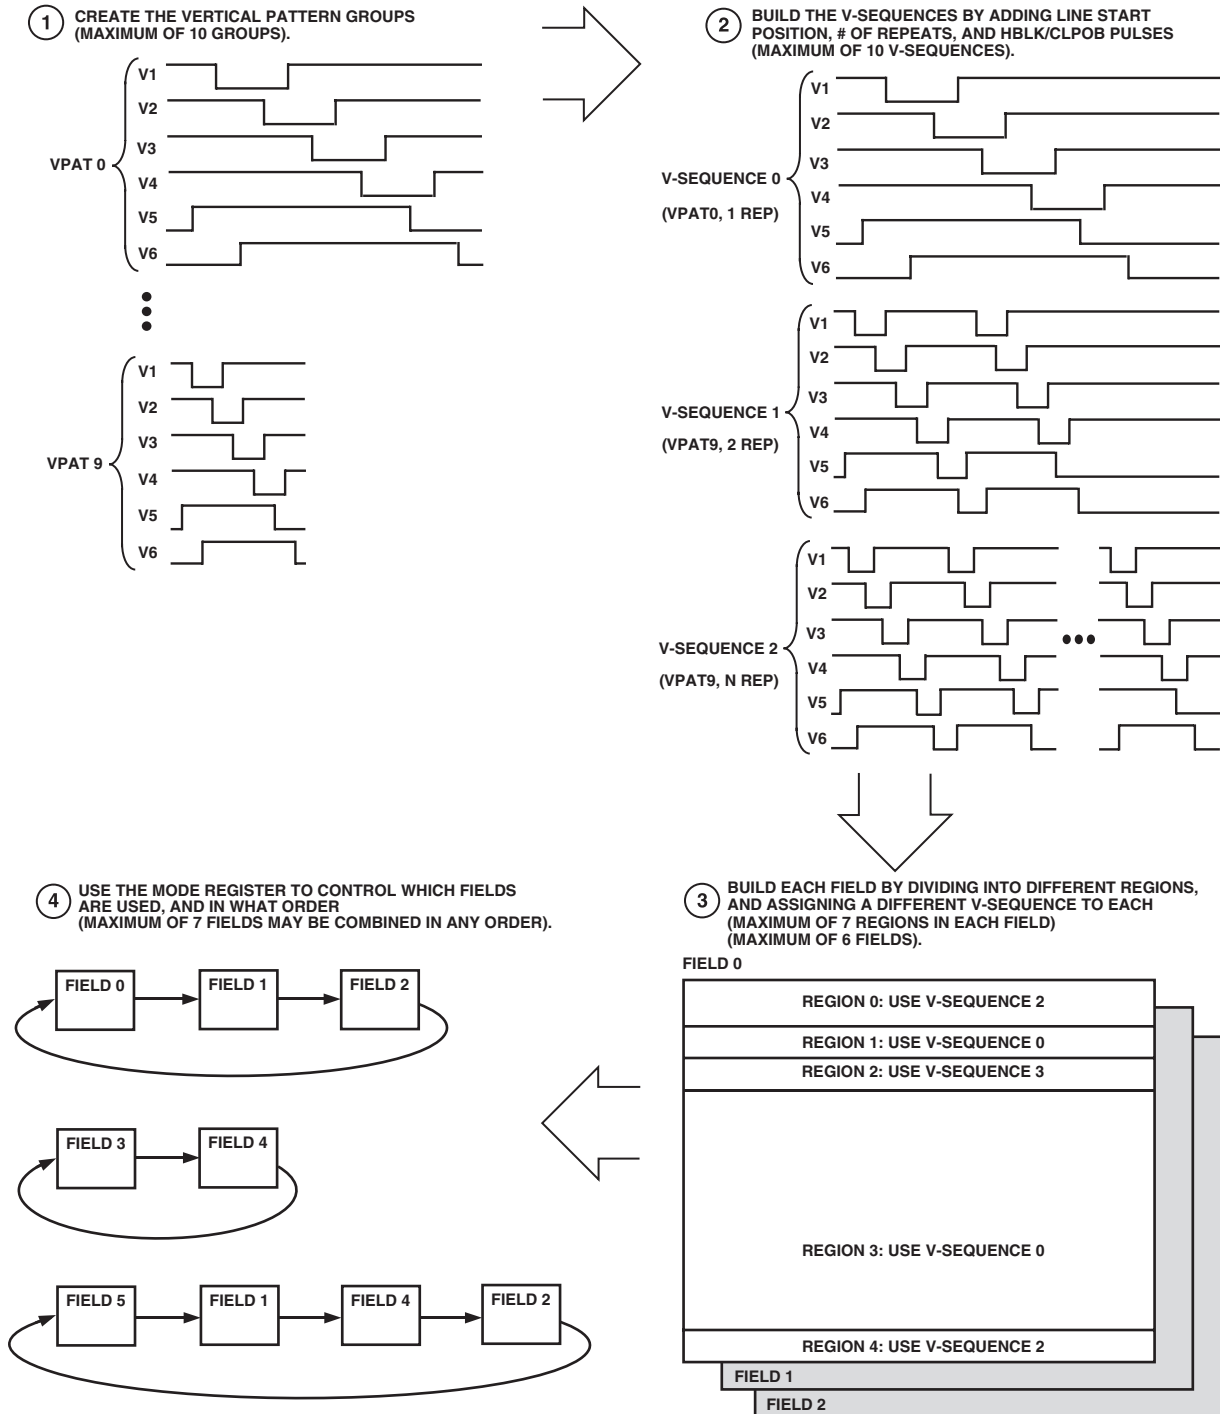 1 CREATE THE VERTICAL PATTERN GROUPS
(MAXIMUM OF 10 GROUPS).
V1
V2
V3
VPAT 0
V4
V5
V6
V1
V2
V3
VPAT 9
V4
V5
V6
2 BUILD THE V-SEQUENCES BY ADDING LINE START
POSITION, # OF REPEATS, AND HBLK/CLPOB PULSES
(MAXIMUM OF 10 V-SEQUENCES).
V1
V2
V3
V-SEQUENCE 0
V4
(VPAT0, 1 REP)
V5
V6
V1
V2
V3
V-SEQUENCE 1
V4
(VPAT9, 2 REP)
V5
V6
V1
V2
V3
V-SEQUENCE 2
V4
(VPAT9, N REP)
V5
V6
3 BUILD EACH FIELD BY DIVIDING INTO DIFFERENT REGIONS,
AND ASSIGNING A DIFFERENT V-SEQUENCE TO EACH
(MAXIMUM OF 7 REGIONS IN EACH FIELD)
(MAXIMUM OF 6 FIELDS).
FIELD 0
REGION 0: USE V-SEQUENCE 2
REGION 1: USE V-SEQUENCE 0
REGION 2: USE V-SEQUENCE 3
REGION 3: USE V-SEQUENCE 0
REGION 4: USE V-SEQUENCE 2
FIELD 1
FIELD 2
4 USE THE MODE REGISTER TO CONTROL WHICH FIELDS
ARE USED, AND IN WHAT ORDER
(MAXIMUM OF 7 FIELDS MAY BE COMBINED IN ANY ORDER).
FIELD 0 FIELD 1 FIELD 2
FIELD 3 FIELD 4
FIELD 5 FIELD 1 FIELD 4 FIELD 2